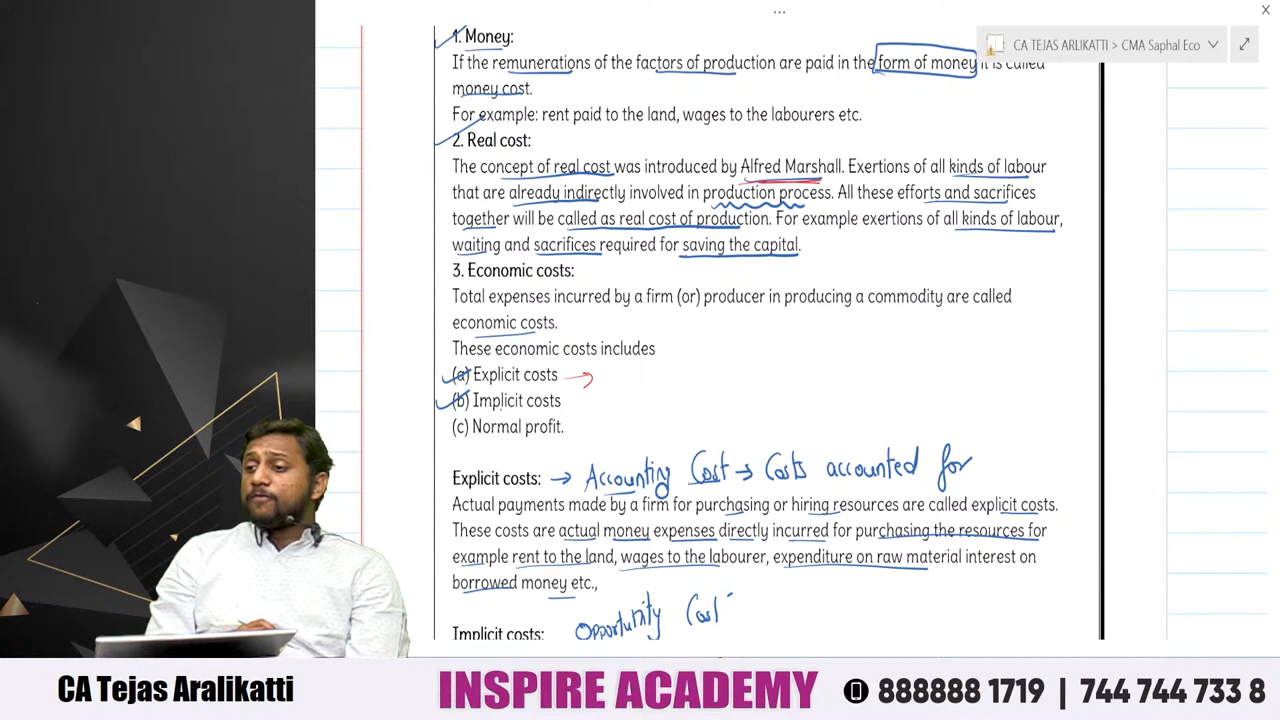 ...
X
CA TEJAS ARLIKATTI > CMA Saphal Eco
1. Money:
If the remunerations of the factors of production are paid in the form of money it is called
money cost.
For example: rent paid to the land, wages to the labourers etc.
2. Real cost:
The concept of real cost was introduced by Alfred Marshall. Exertions of all kinds of labour
that are already indirectly involved in production process. All these efforts and sacrifices
together will be called as real cost of production. For example exertions of all kinds of labour,
waiting and sacrifices required for saving the capital.
3. Economic costs:
Total expenses incurred by a firm (or) producer in producing a commodity are called
economic costs.
These economic costs includes
(a) Explicit costs →
(b) Implicit costs
(c) Normal profit.
Explicit costs: → Accounting Cost → Costs accounted for
Actual payments made by a firm for purchasing or hiring resources are called explicit costs.
These costs are actual money expenses directly incurred for purchasing the resources for
example rent to the land, wages to the labourer, expenditure on raw material interest on
borrowed money etc.,
Implicit costs: Opportunity Cost
CA Tejas Aralikatti INSPIRE ACADEMY 888888 1719 | 744 744 733 8